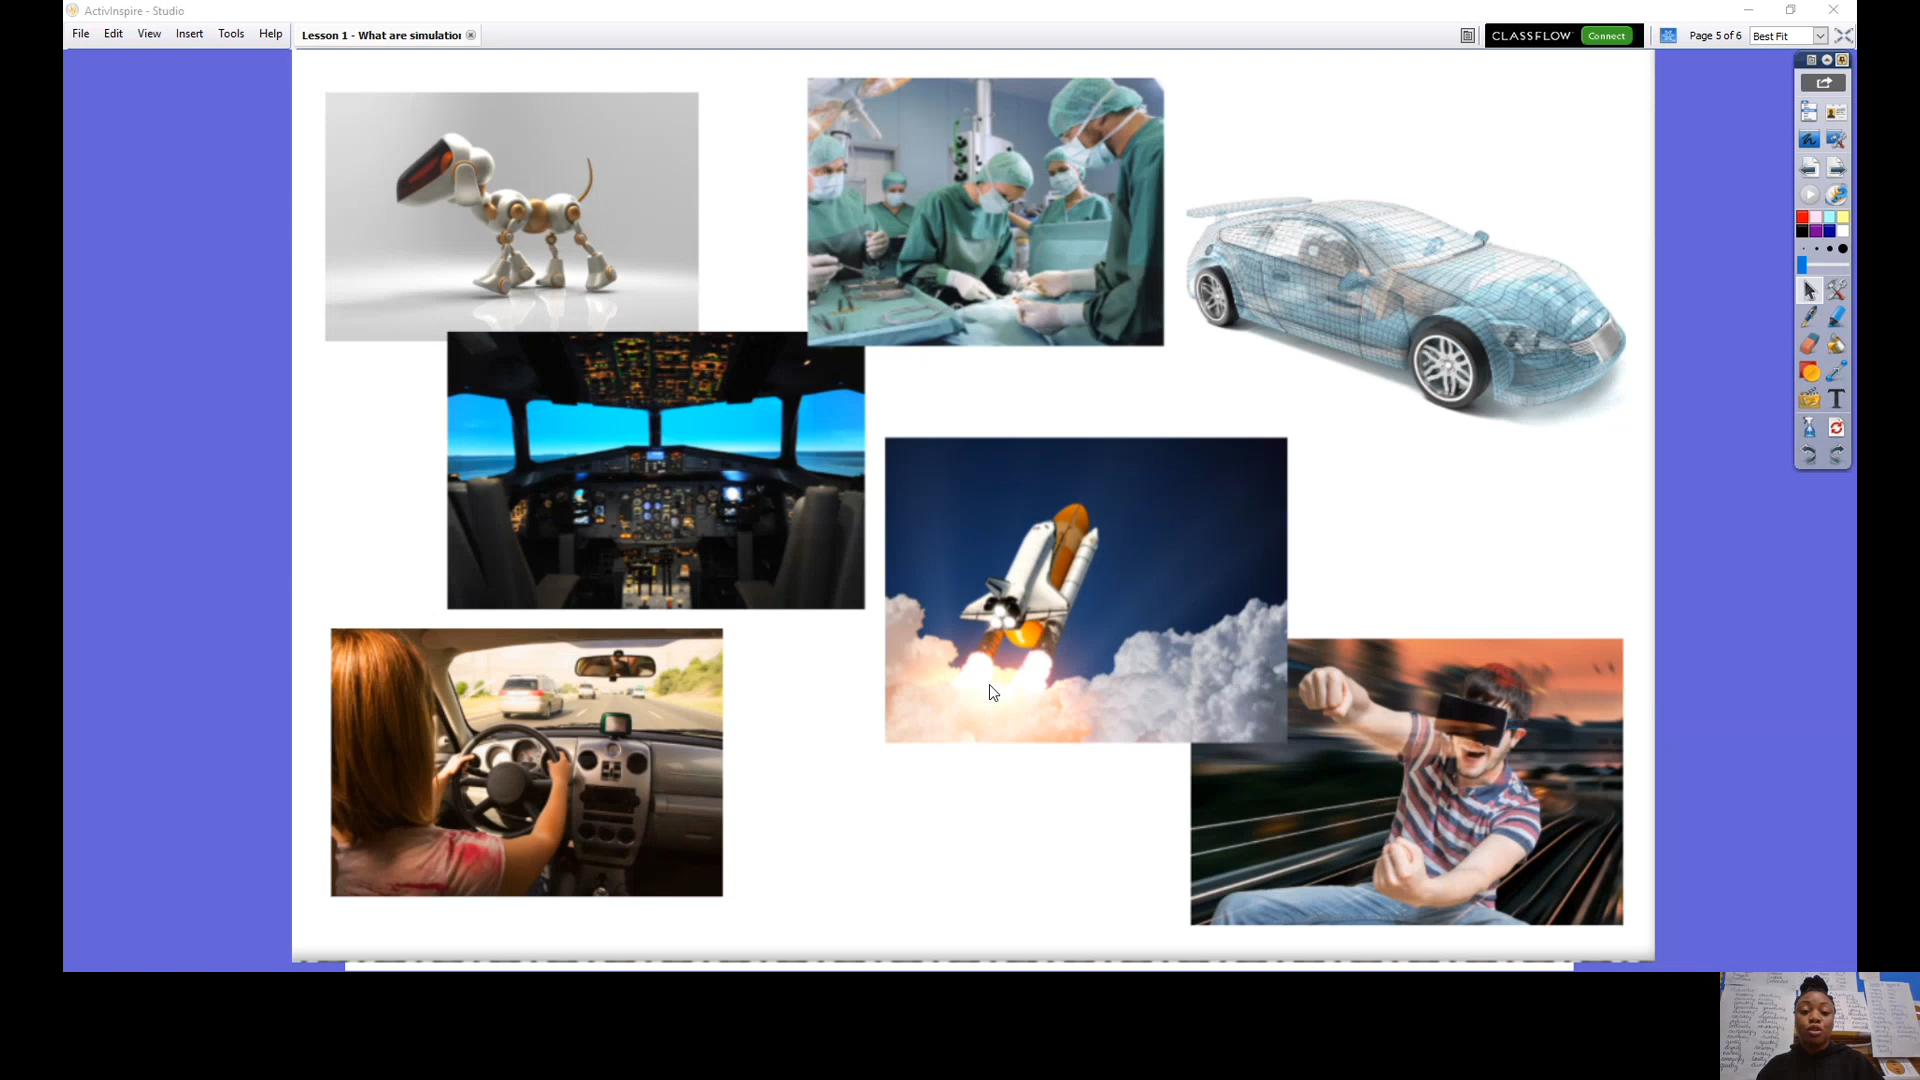 ActivInspire - Studio
File Edit View Insert Tools Help
Lesson 1 - What are simulation
CLASSFLOW Connect
Page 5 of 6
Best Fit